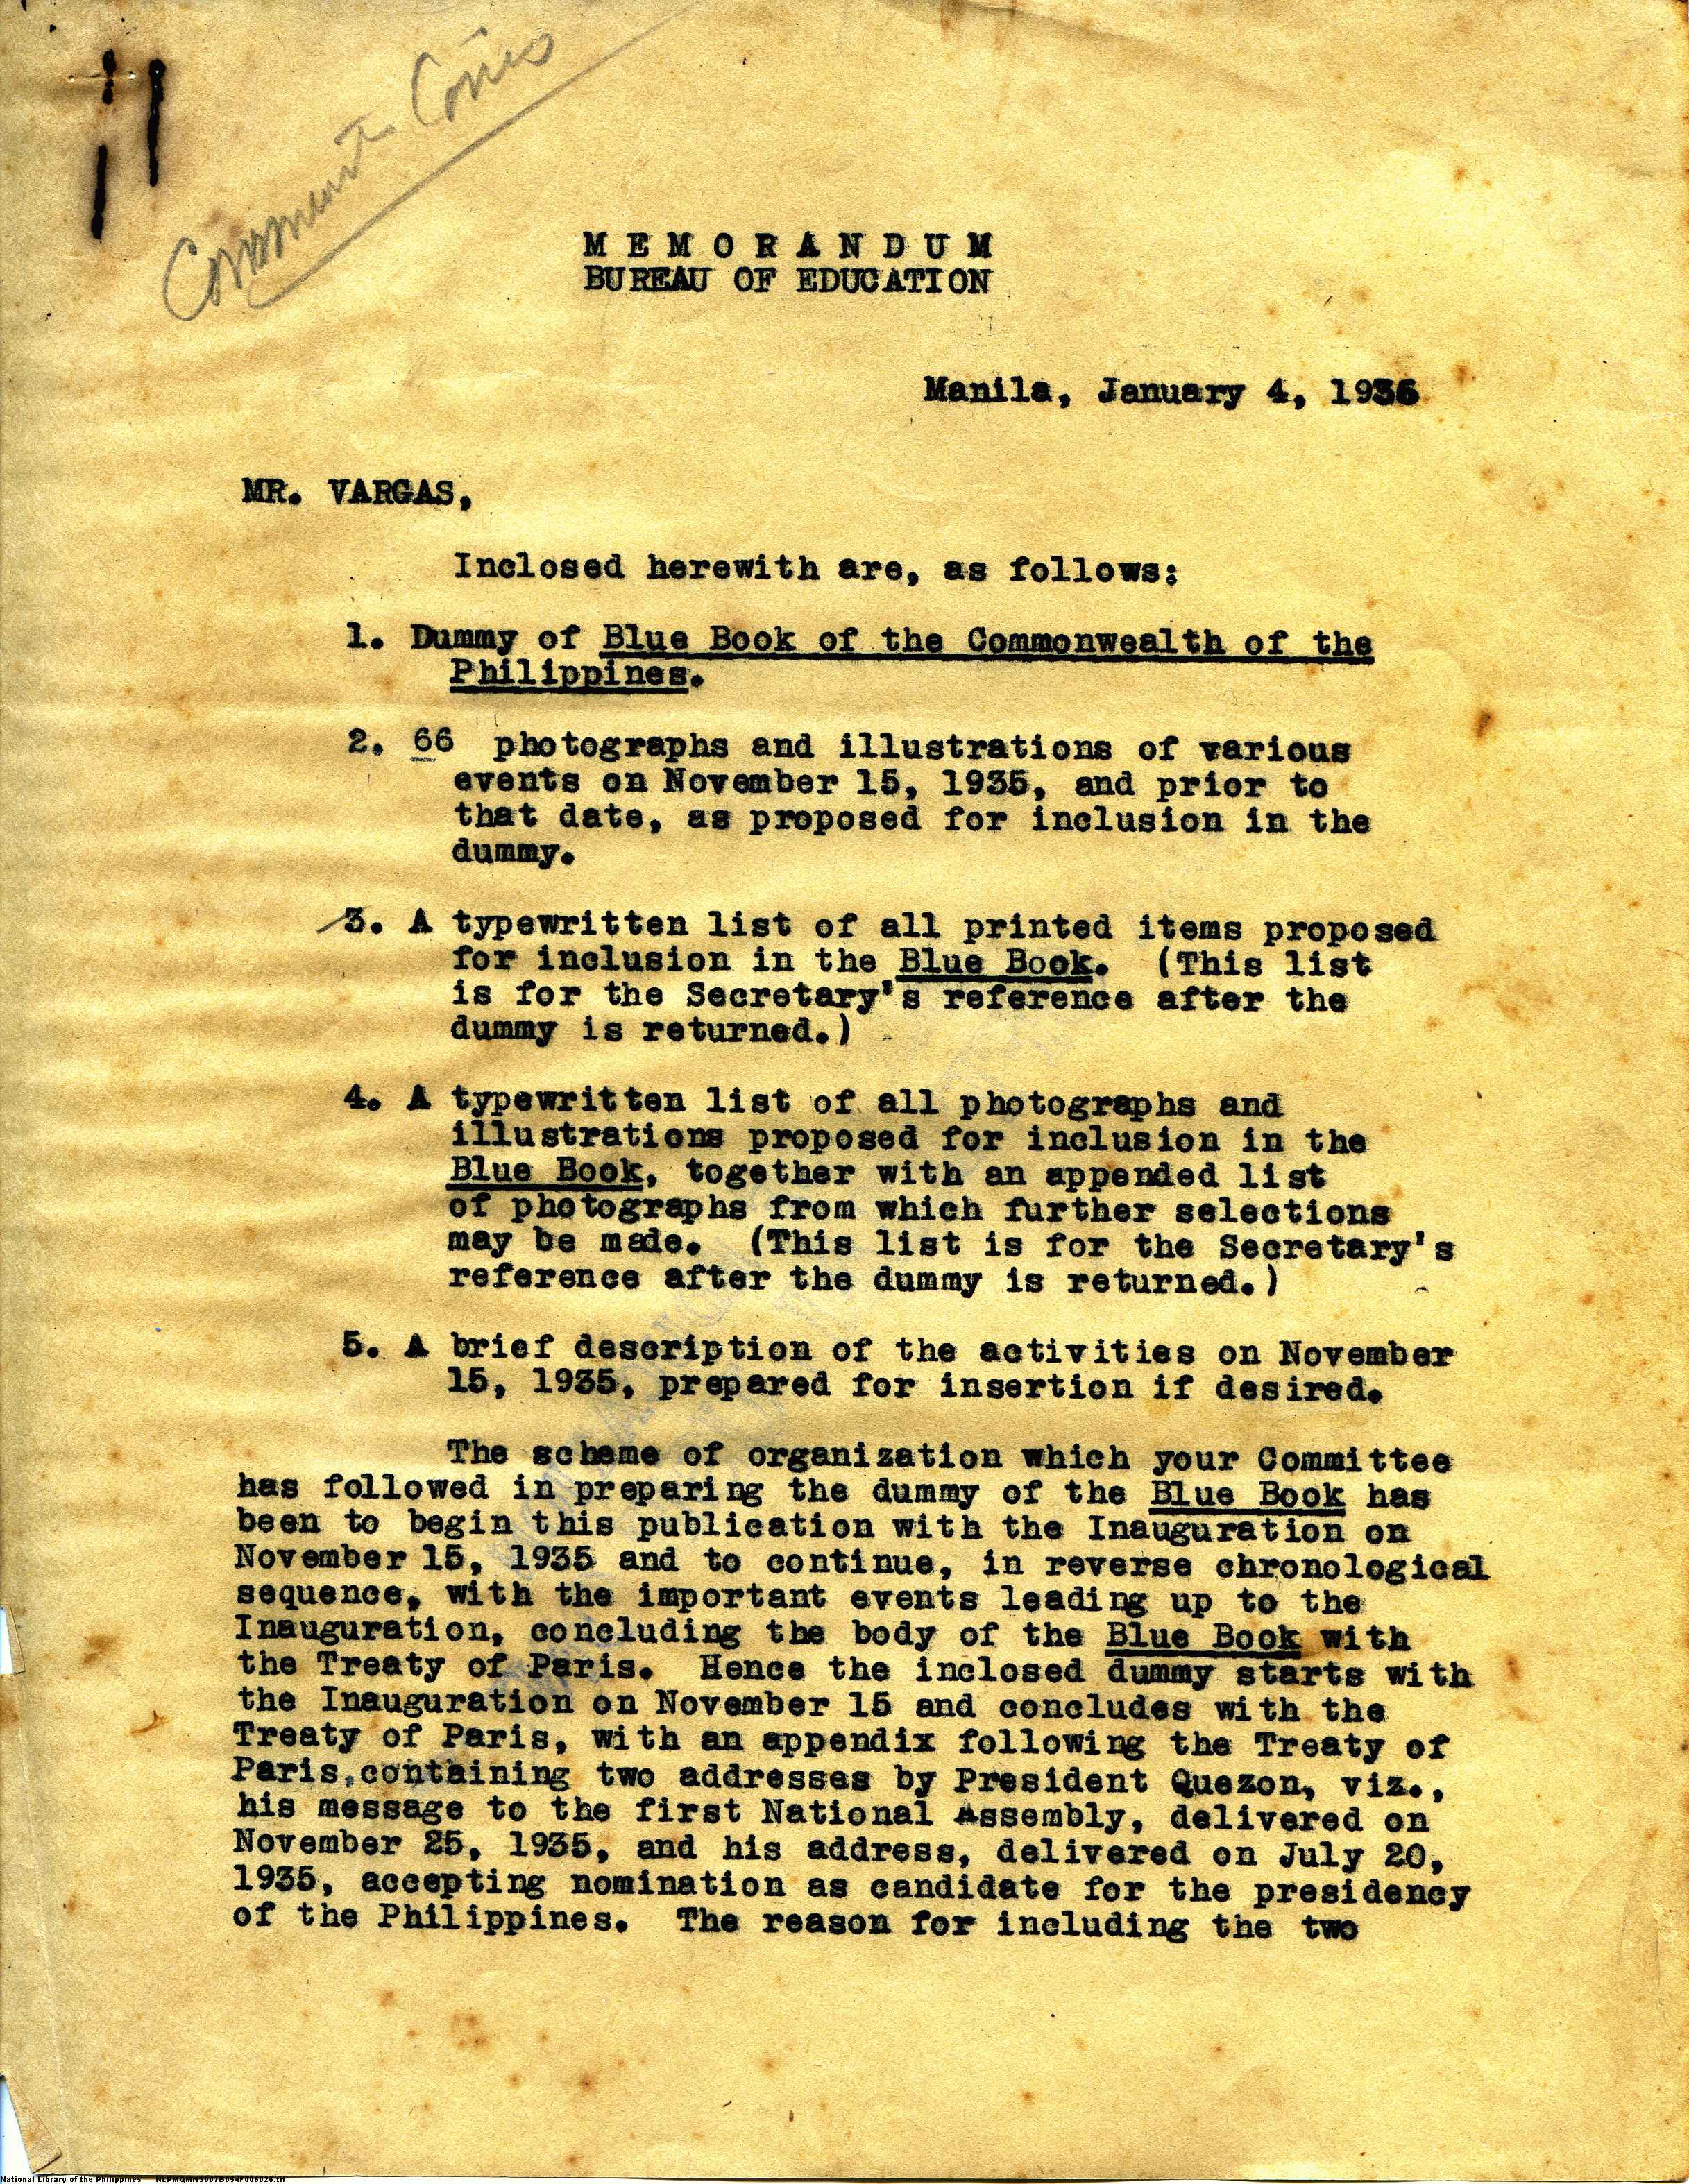 M E M O R A N D U M
BUREAU OF EDUCATION
Manila, January 4, 1936
MR. VARGAS,
Inclosed herewith are, as follows:
1. Dummy of Blue Book of the Commonwealth of the
Philippines.
2. 66 photographs and illustrations of various
events on November 15, 1935, and prior to
that date, as proposed for inclusion in the
dummy.
3. A typewritten list of all printed items proposed
for inclusion in the Blue Book. (This list
is for the Secretary's reference after the
dummy is returned.)
4. A typewritten list of all photographs and
illustrations proposed for inclusion in the
Blue Book, together with an appended list
of photographs from which further selections
may be made. (This list is for the Secretary's
reference after the dummy is returned.)
5. A brief description of the activities on November
15, 1935, prepared for insertion if desired.
The scheme of organization which your Committee
has followed in preparing the dummy of the Blue Book has
been to begin this publication with the Inauguration on
November 15, 1935 and to continue, in reverse chronological
sequence, with the important events leading up to the
Inauguration, concluding the body of the Blue Book with
the Treaty of Paris. Hence the inclosed dummy starts with
the Inauguration on November 15 and concludes with the
Treaty of Paris, with an appendix following the Treaty of
Paris,containing two addresses by President Quezon, viz.,
his message to the first National Assembly, delivered on
November 25, 1935, and his address, delivered on July 20,
1935, accepting nomination as candidate for the presidency
of the Philippines. The reason for including the two
National Library of the Philippines